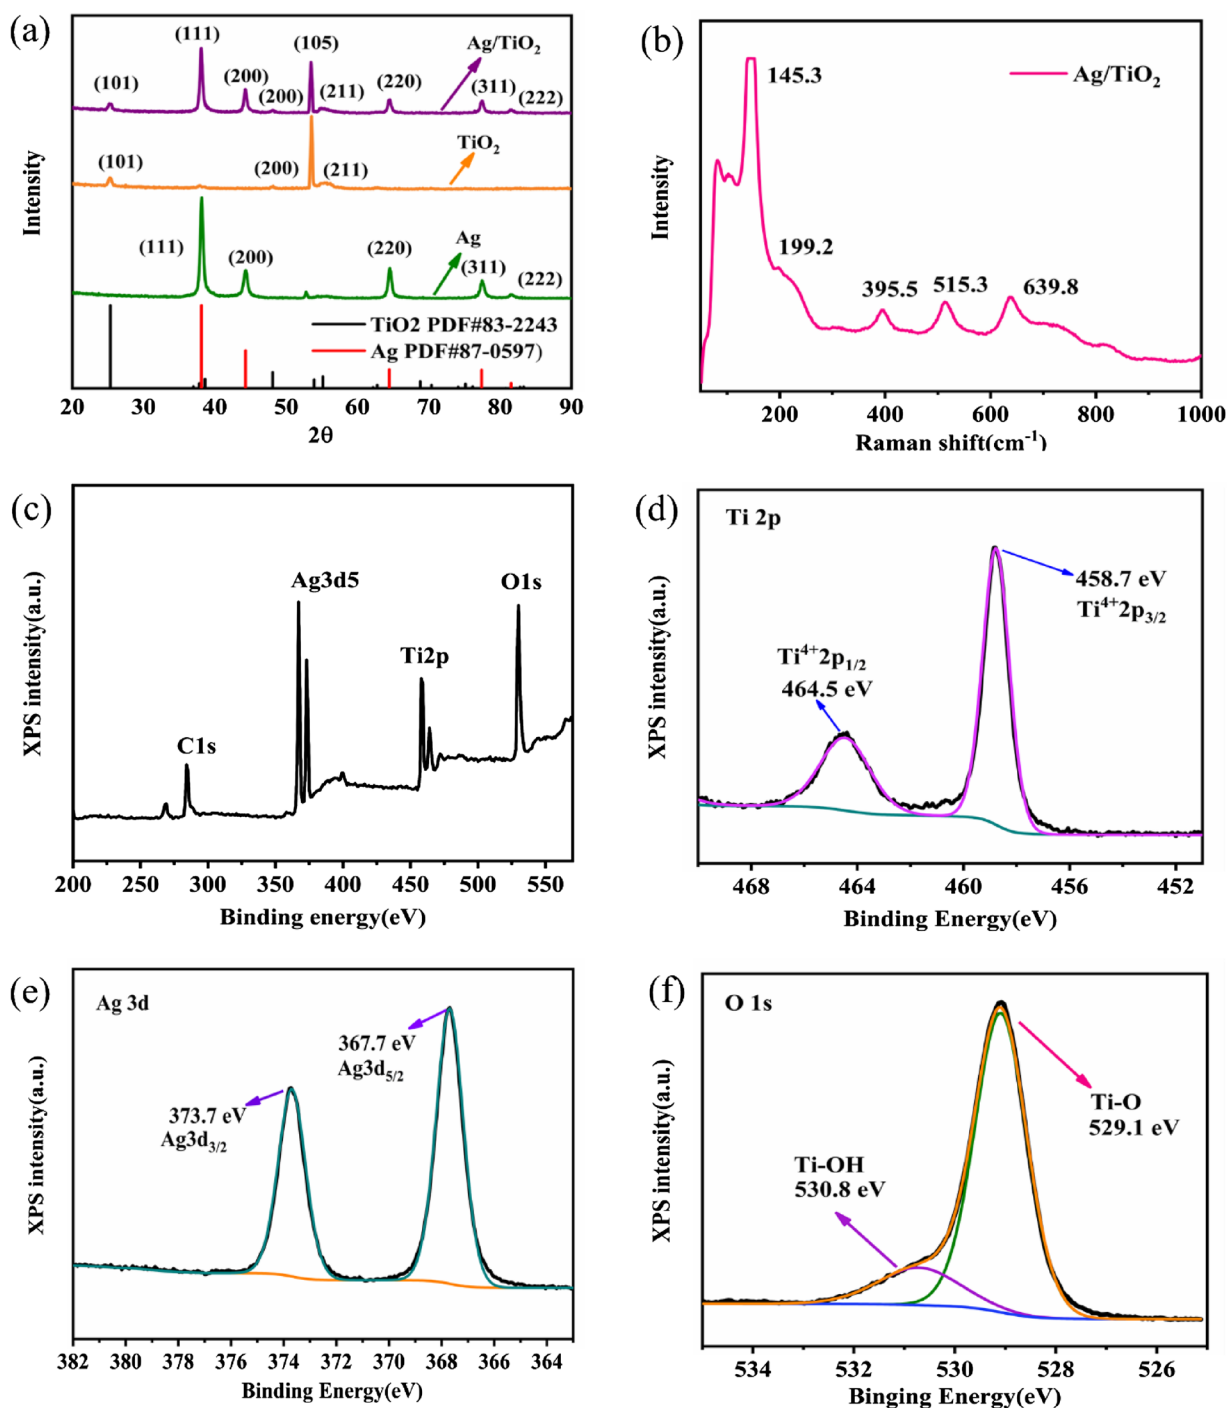 (a)
(111)
(105)
Ag/TiO₂
(101)
(200)
(200)
(211)
(220)
(311)
(222)
TiO₂
(101)
(200)
(211)
(111)
(200)
(220)
Ag
(311)
(222)
TiO2 PDF#83-2243
Ag PDF#87-0597)
Intensity
20 30 40 50 60 70 80 90
2θ
(b)
145.3
Ag/TiO₂
199.2
395.5
515.3
639.8
Intensity
200 400 600 800 1000
Raman shift(cm⁻¹)
(c)
Ag3d5
O1s
Ti2p
C1s
XPS intensity(a.u.)
200 250 300 350 400 450 500 550
Binding energy(eV)
(d)
Ti 2p
458.7 eV
Ti⁴⁺2p₃/₂
Ti⁴⁺2p₁/₂
464.5 eV
XPS intensity(a.u.)
468 464 460 456 452
Binding Energy(eV)
(e)
Ag 3d
367.7 eV
Ag3d₅/₂
373.7 eV
Ag3d₃/₂
XPS intensity(a.u.)
382 380 378 376 374 372 370 368 366 364
Binding Energy(eV)
(f)
O 1s
Ti-O
529.1 eV
Ti-OH
530.8 eV
XPS intensity(a.u.)
534 532 530 528 526
Binging Energy(eV)